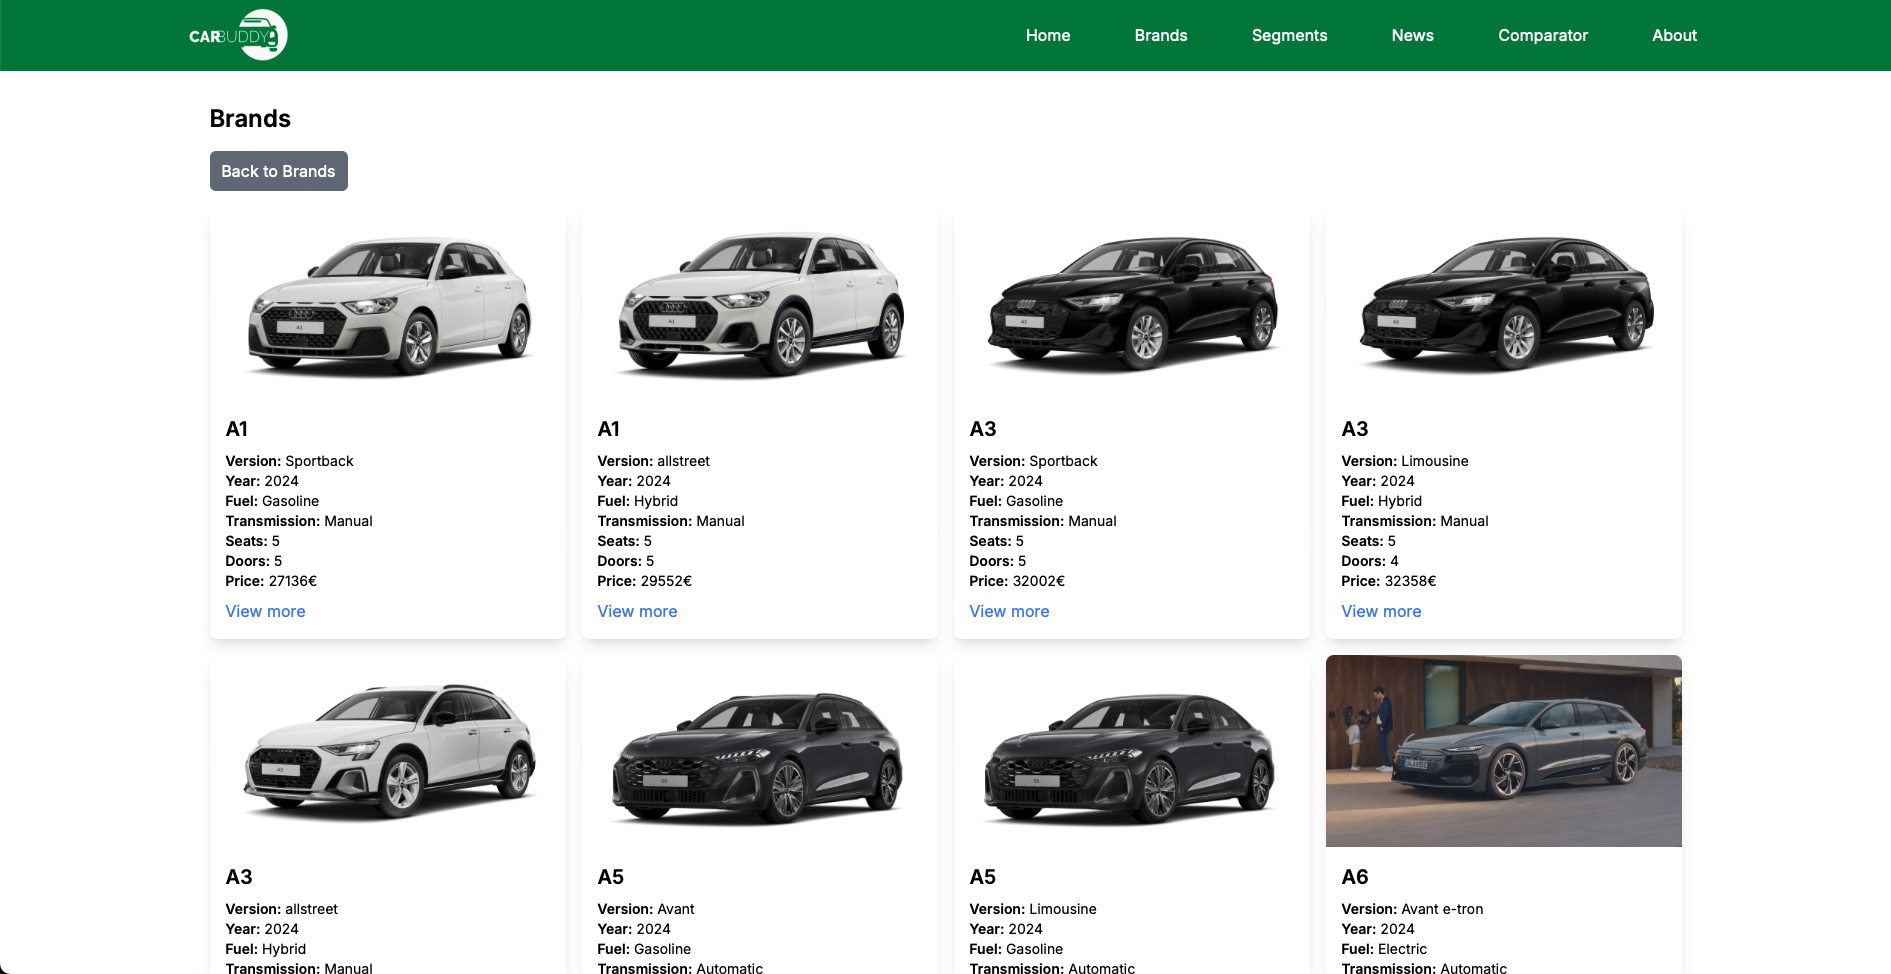 CARBUDDY
Home
Brands
Segments
News
Comparator
About
Brands
Back to Brands
A1
Version: Sportback
Year: 2024
Fuel: Gasoline
Transmission: Manual
Seats: 5
Doors: 5
Price: 27136€
View more
A1
Version: allstreet
Year: 2024
Fuel: Hybrid
Transmission: Manual
Seats: 5
Doors: 5
Price: 29552€
View more
A3
Version: Sportback
Year: 2024
Fuel: Gasoline
Transmission: Manual
Seats: 5
Doors: 5
Price: 32002€
View more
A3
Version: Limousine
Year: 2024
Fuel: Hybrid
Transmission: Manual
Seats: 5
Doors: 4
Price: 32358€
View more
A3
Version: allstreet
Year: 2024
Fuel: Hybrid
Transmission: Manual
A5
Version: Avant
Year: 2024
Fuel: Gasoline
Transmission: Automatic
A5
Version: Limousine
Year: 2024
Fuel: Gasoline
Transmission: Automatic
A6
Version: Avant e-tron
Year: 2024
Fuel: Electric
Transmission: Automatic